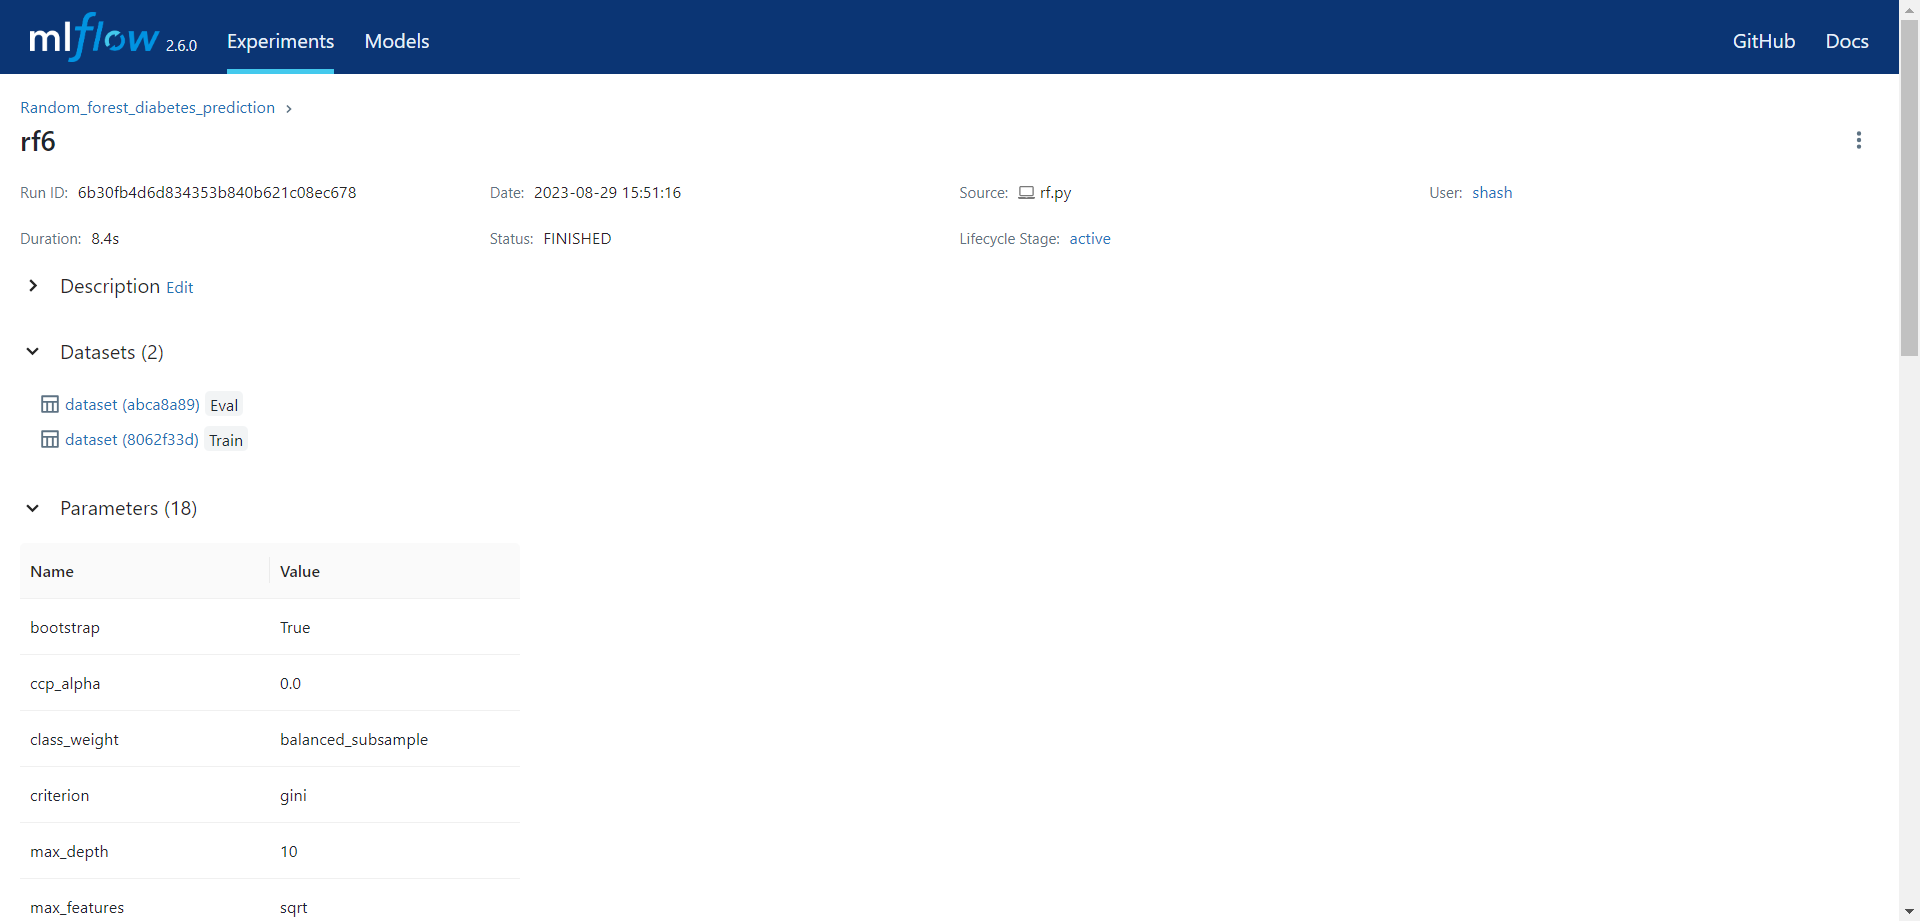 mlflow 2.6.0 Experiments Models GitHub Docs
Random_forest_diabetes_prediction
rf6
Run ID: 6b30fb4d6d834353b840b621c08ec678 Date: 2023-08-29 15:51:16 Source: rf.py User: shash
Duration: 8.4s Status: FINISHED Lifecycle Stage: active
Description Edit
Datasets (2)
dataset (abca8a89) Eval
dataset (8062f33d) Train
Parameters (18)
Name Value
bootstrap True
ccp_alpha 0.0
class_weight balanced_subsample
criterion gini
max_depth 10
max_features sqrt